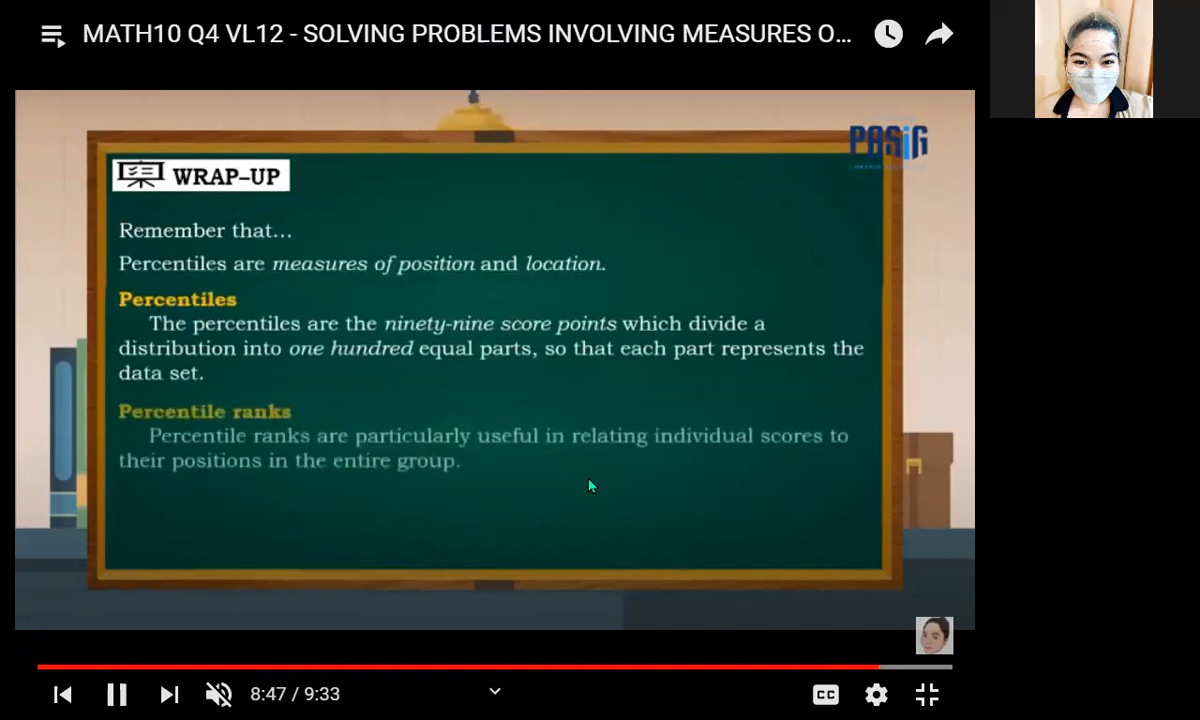 MATH10 Q4 VL12 - SOLVING PROBLEMS INVOLVING MEASURES O...
PASiG
WRAP-UP
Remember that...
Percentiles are measures of position and location.
Percentiles
The percentiles are the ninety-nine score points which divide a
distribution into one hundred equal parts, so that each part represents the
data set.
Percentile ranks
Percentile ranks are particularly useful in relating individual scores to
their positions in the entire group.
8:47 / 9:33
CC